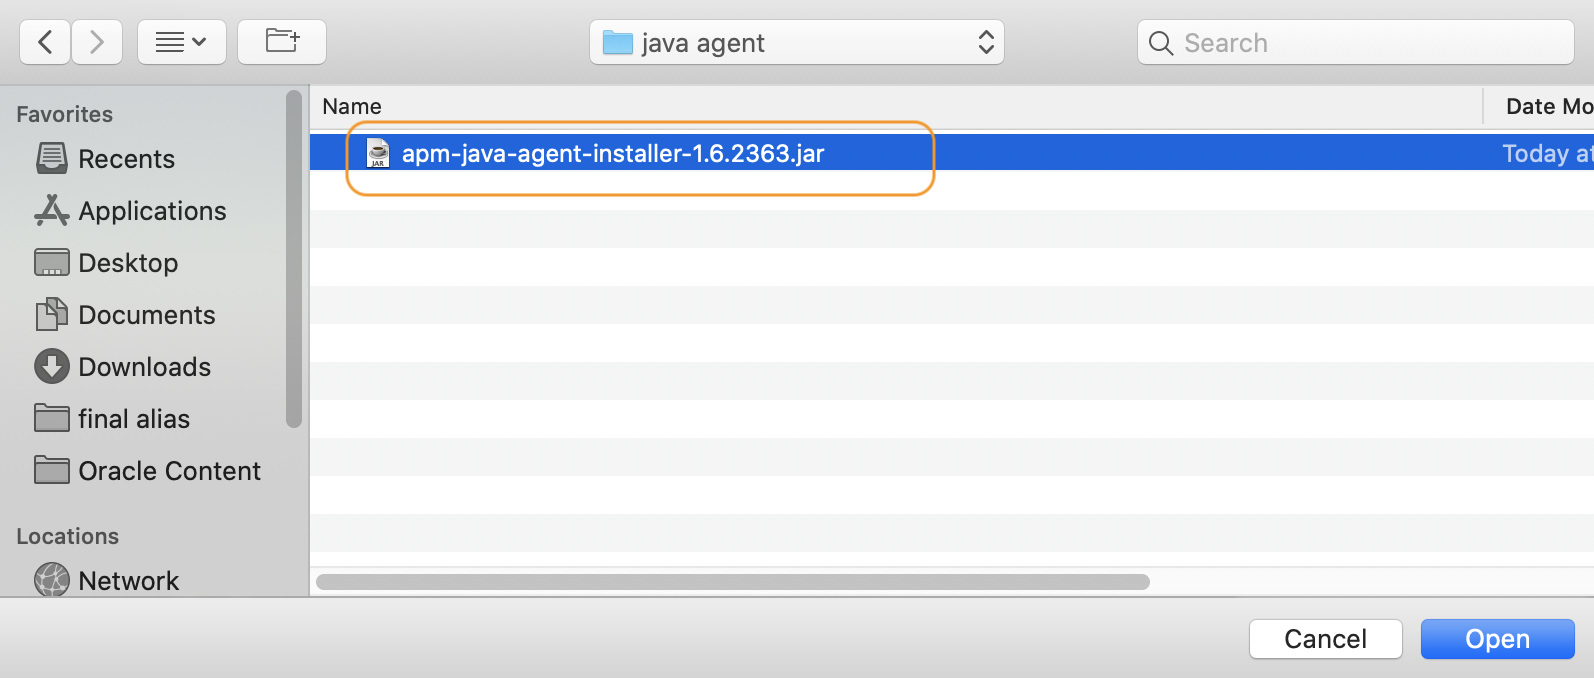 java agent
Search
Favorites
Recents
Applications
Desktop
Documents
Downloads
final alias
Oracle Content
Locations
Network
Name
Date Mo
JAR
apm-java-agent-installer-1.6.2363.jar
Today at
Cancel
Open